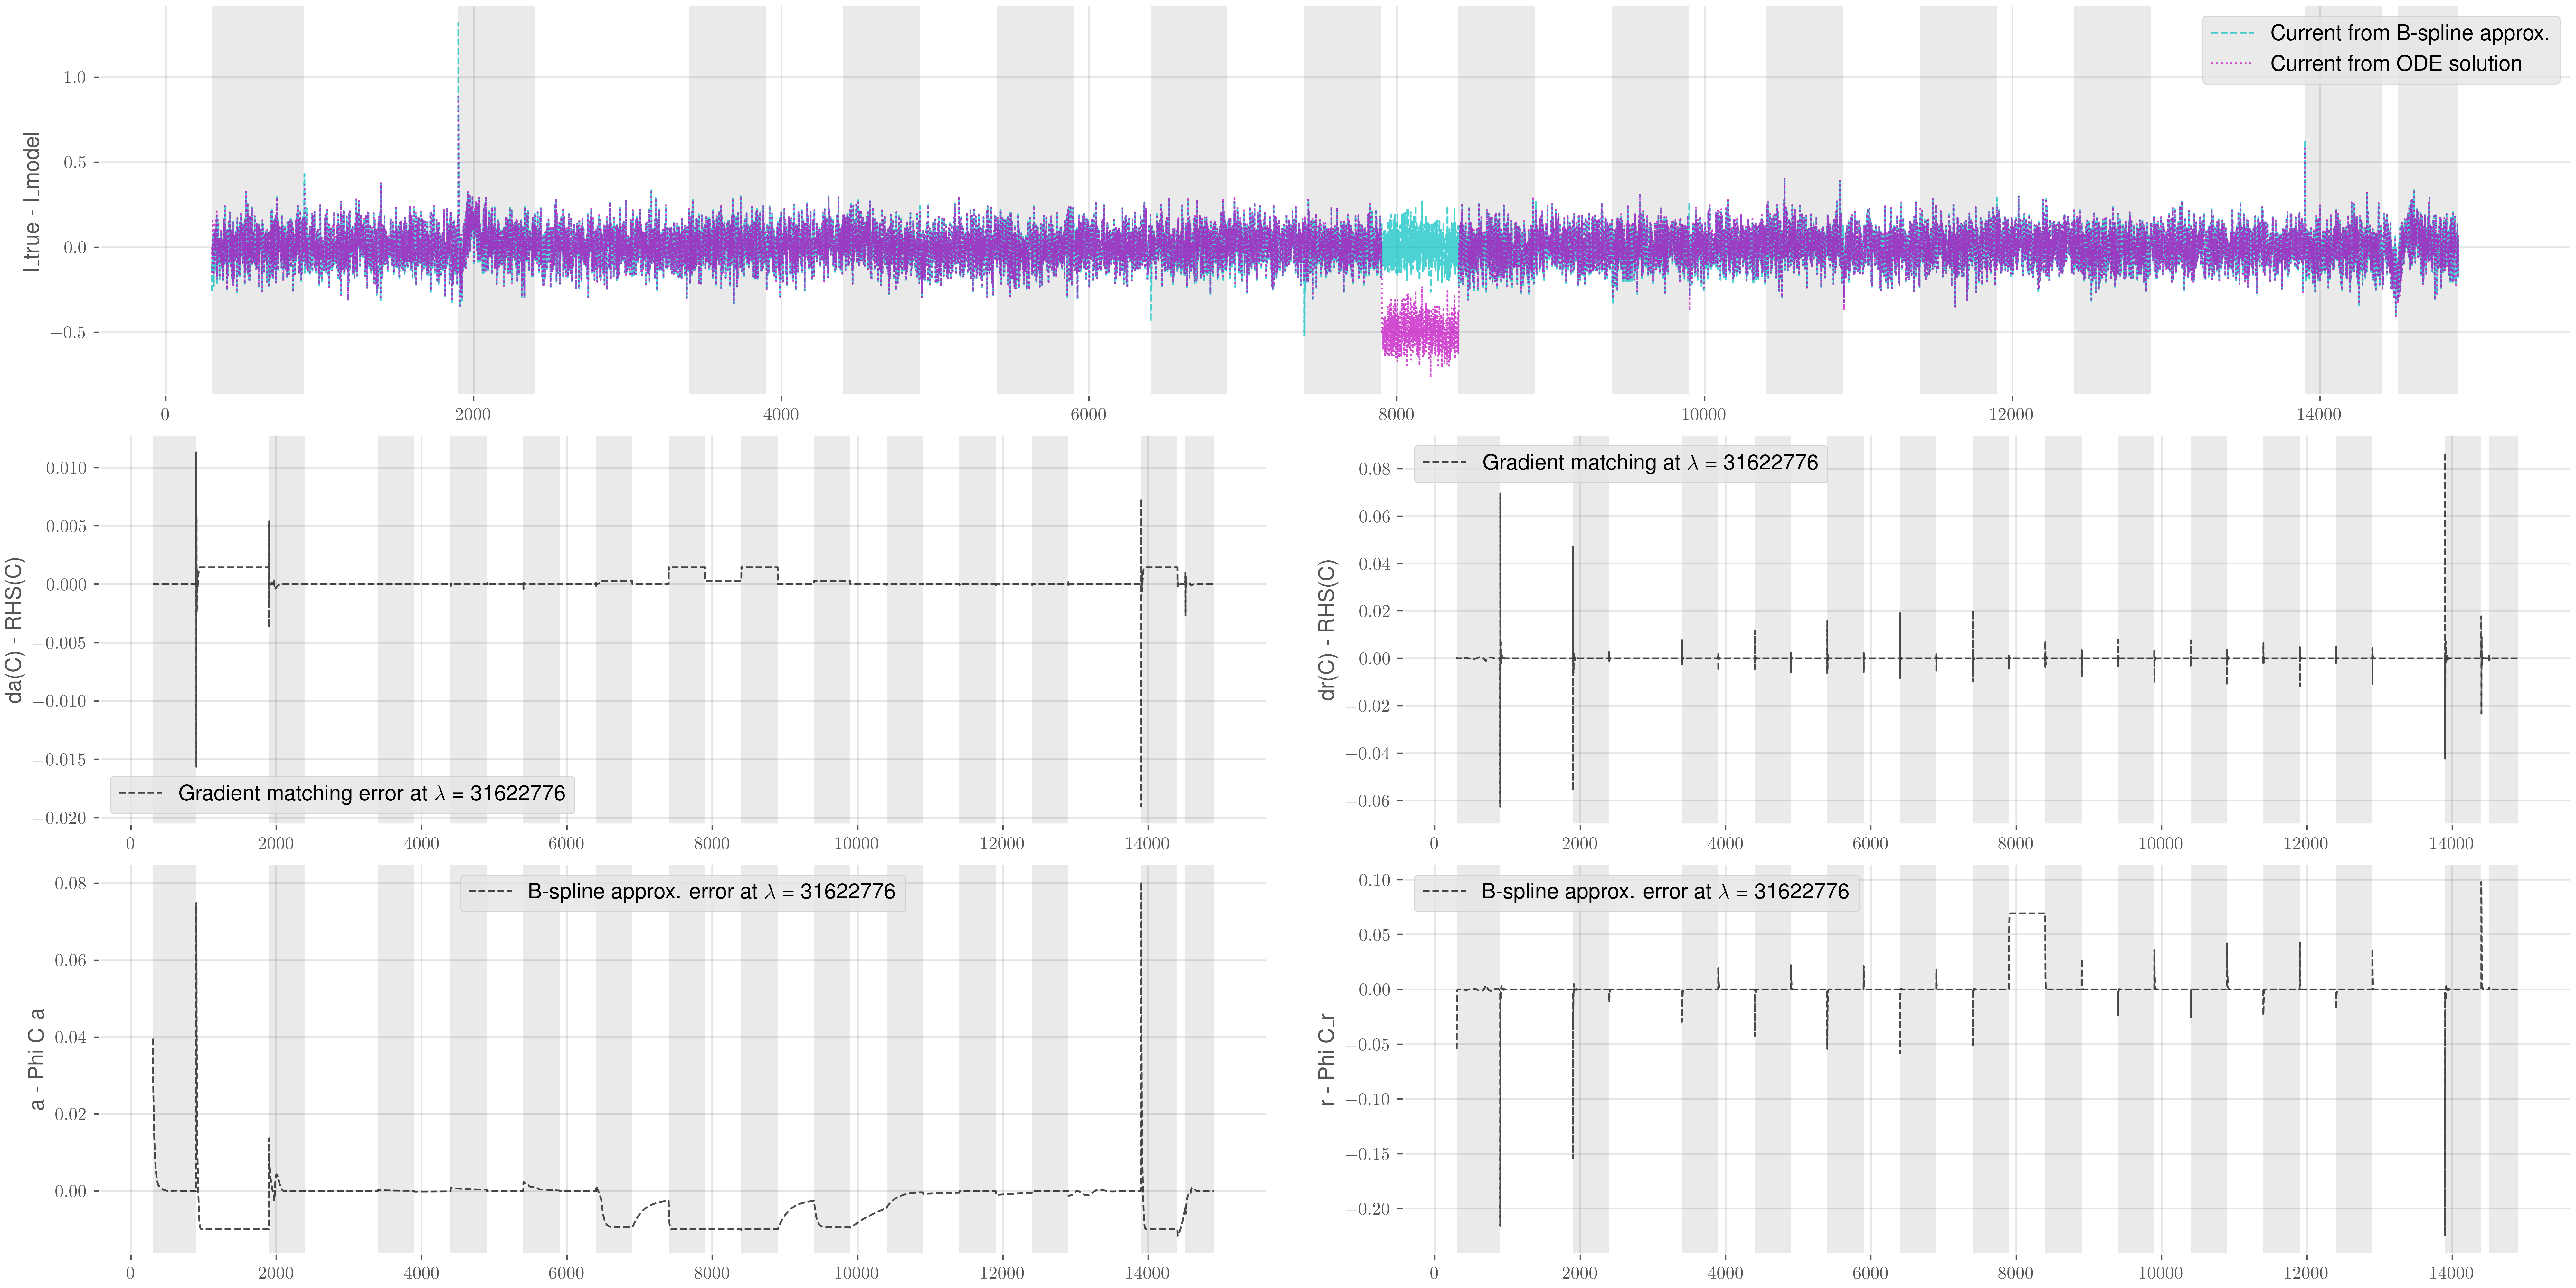 I_true - I_model
1.0
0.5
0.0
−0.5
Current from B-spline approx.
Current from ODE solution
0 2000 4000 6000 8000 10000 12000 14000
da(C) - RHS(C)
0.010
0.005
0.000
−0.005
−0.010
−0.015
−0.020
Gradient matching error at λ = 31622776
0 2000 4000 6000 8000 10000 12000 14000
dr(C) - RHS(C)
0.08
0.06
0.04
0.02
0.00
−0.02
−0.04
−0.06
Gradient matching at λ = 31622776
0 2000 4000 6000 8000 10000 12000 14000
a - Phi C_a
0.08
0.06
0.04
0.02
0.00
B-spline approx. error at λ = 31622776
0 2000 4000 6000 8000 10000 12000 14000
r - Phi C_r
0.10
0.05
0.00
−0.05
−0.10
−0.15
−0.20
B-spline approx. error at λ = 31622776
0 2000 4000 6000 8000 10000 12000 14000